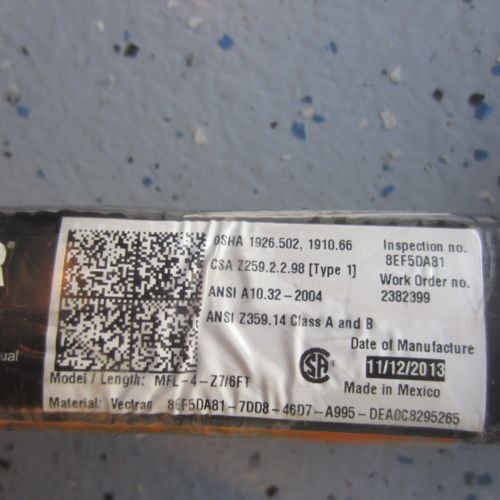 ®
R
ual
OSHA 1926.502, 1910.66
CSA Z259.2.2.98 [Type 1]
ANSI A10.32-2004
ANSI Z359.14 Class A and B
Inspection no.
8EF5DA81
Work Order no.
2382399
Date of Manufacture
11/12/2013
Made in Mexico
Model / Length: MFL-4-Z7/6FT
Material: Vectran 8EF5DA81-7DD8-46D7-A995-DEA0C8295265